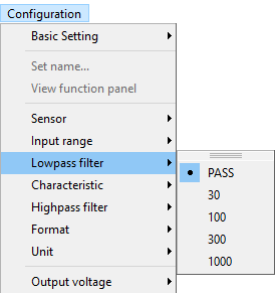 Configuration
Basic Setting
Set name...
View function panel
Sensor
Input range
Lowpass filter
Characteristic
Highpass filter
Format
Unit
Output voltage
PASS
30
100
300
1000